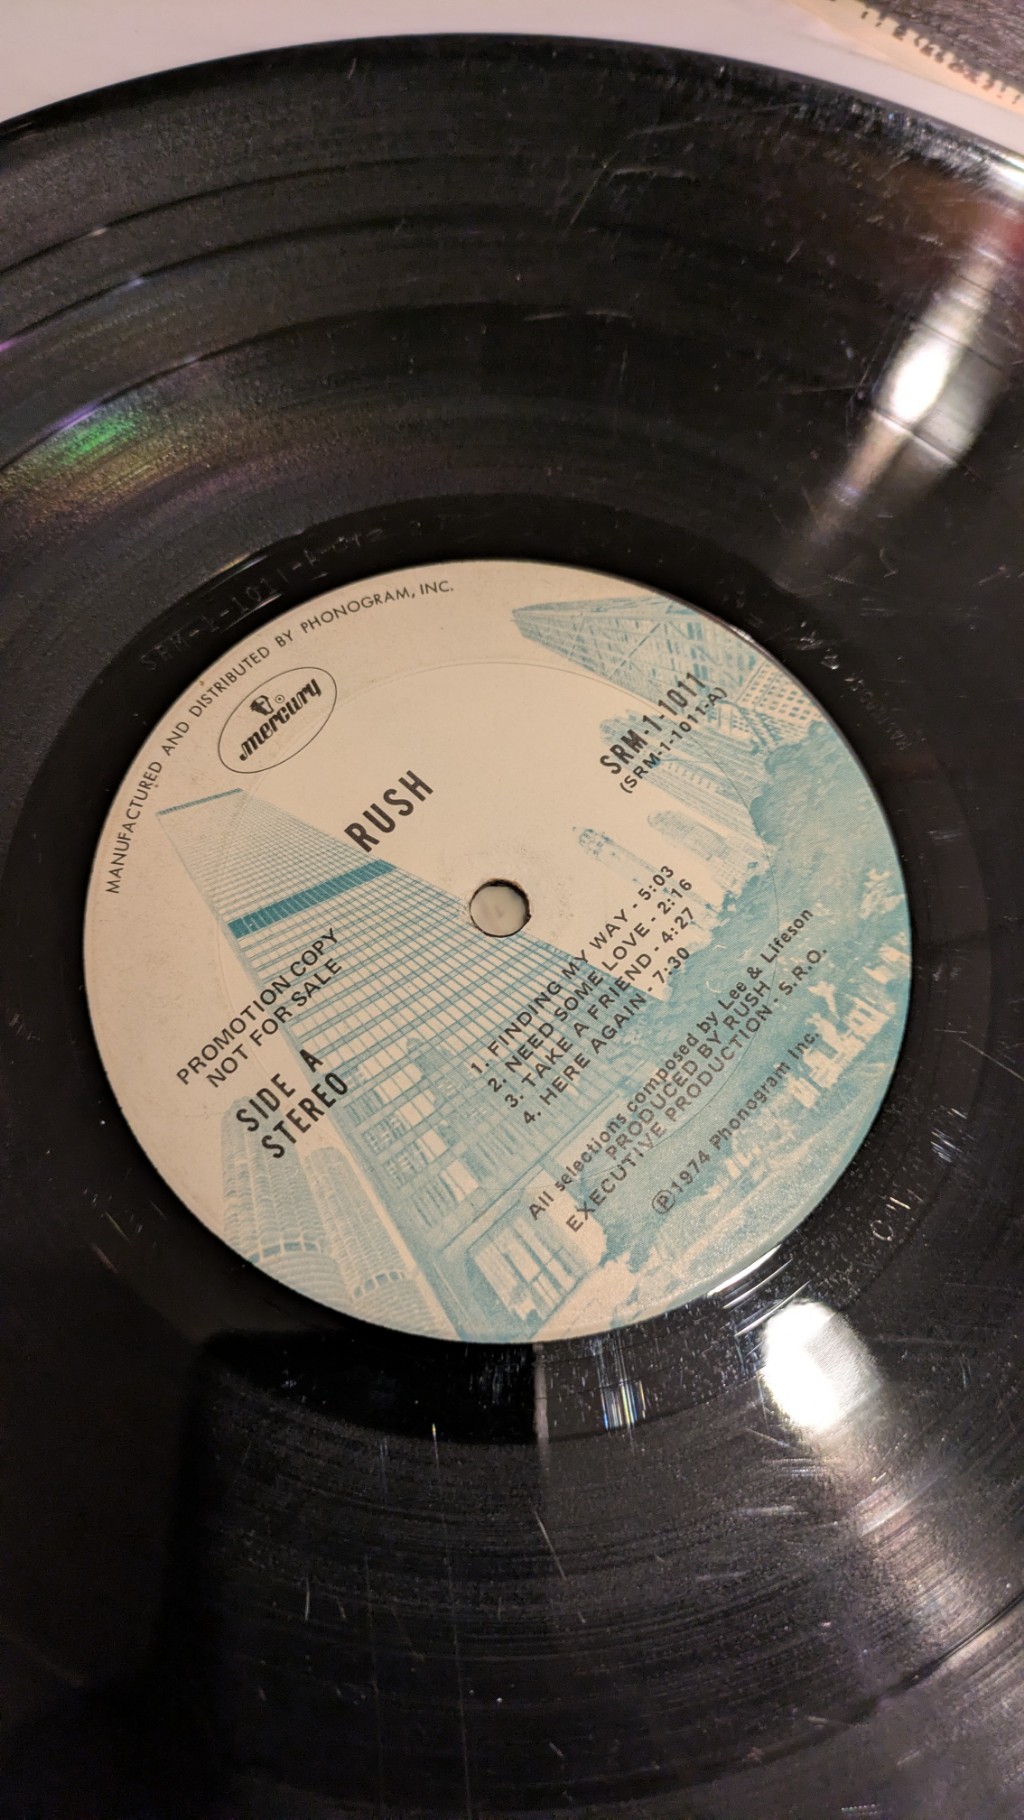 MANUFACTURED AND DISTRIBUTED BY PHONOGRAM, INC.
mercury
RUSH
SRM-1-1011
(SRM-1-1011-A)
PROMOTION COPY
NOT FOR SALE
SIDE A
STEREO
1. FINDING MY WAY - 5:03
2. NEED SOME LOVE - 2:16
3. TAKE A FRIEND - 4:27
4. HERE AGAIN - 7:30
All selections composed by Lee & Lifeson
PRODUCED BY RUSH
EXECUTIVE PRODUCTION - S.R.O.
Ⓟ1974 Phonogram Inc.